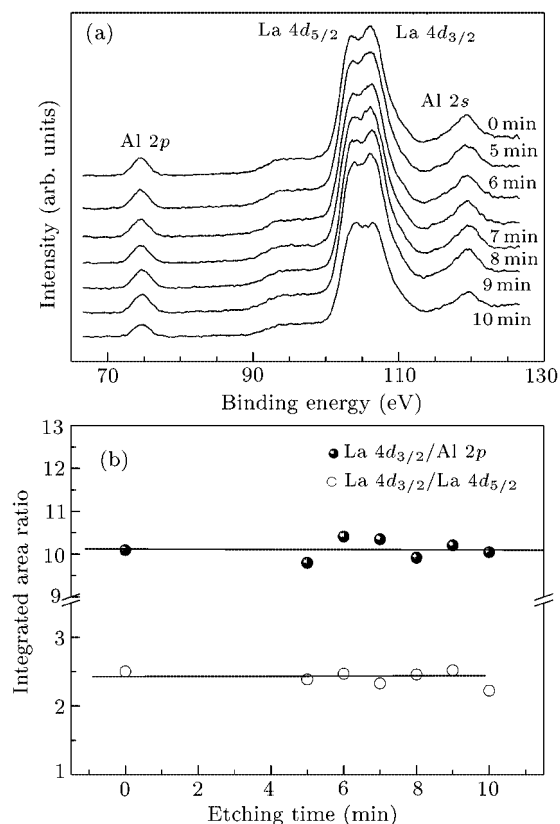 (a)
La 4d5/2
La 4d3/2
Al 2p
Al 2s
0 min
5 min
6 min
7 min
8 min
9 min
10 min
Intensity (arb. units)
70 90 110 130
Binding energy (eV)
(b)
La 4d3/2/Al 2p
La 4d3/2/La 4d5/2
13
12
11
10
9
3
2
1
Integrated area ratio
0 2 4 6 8 10
Etching time (min)